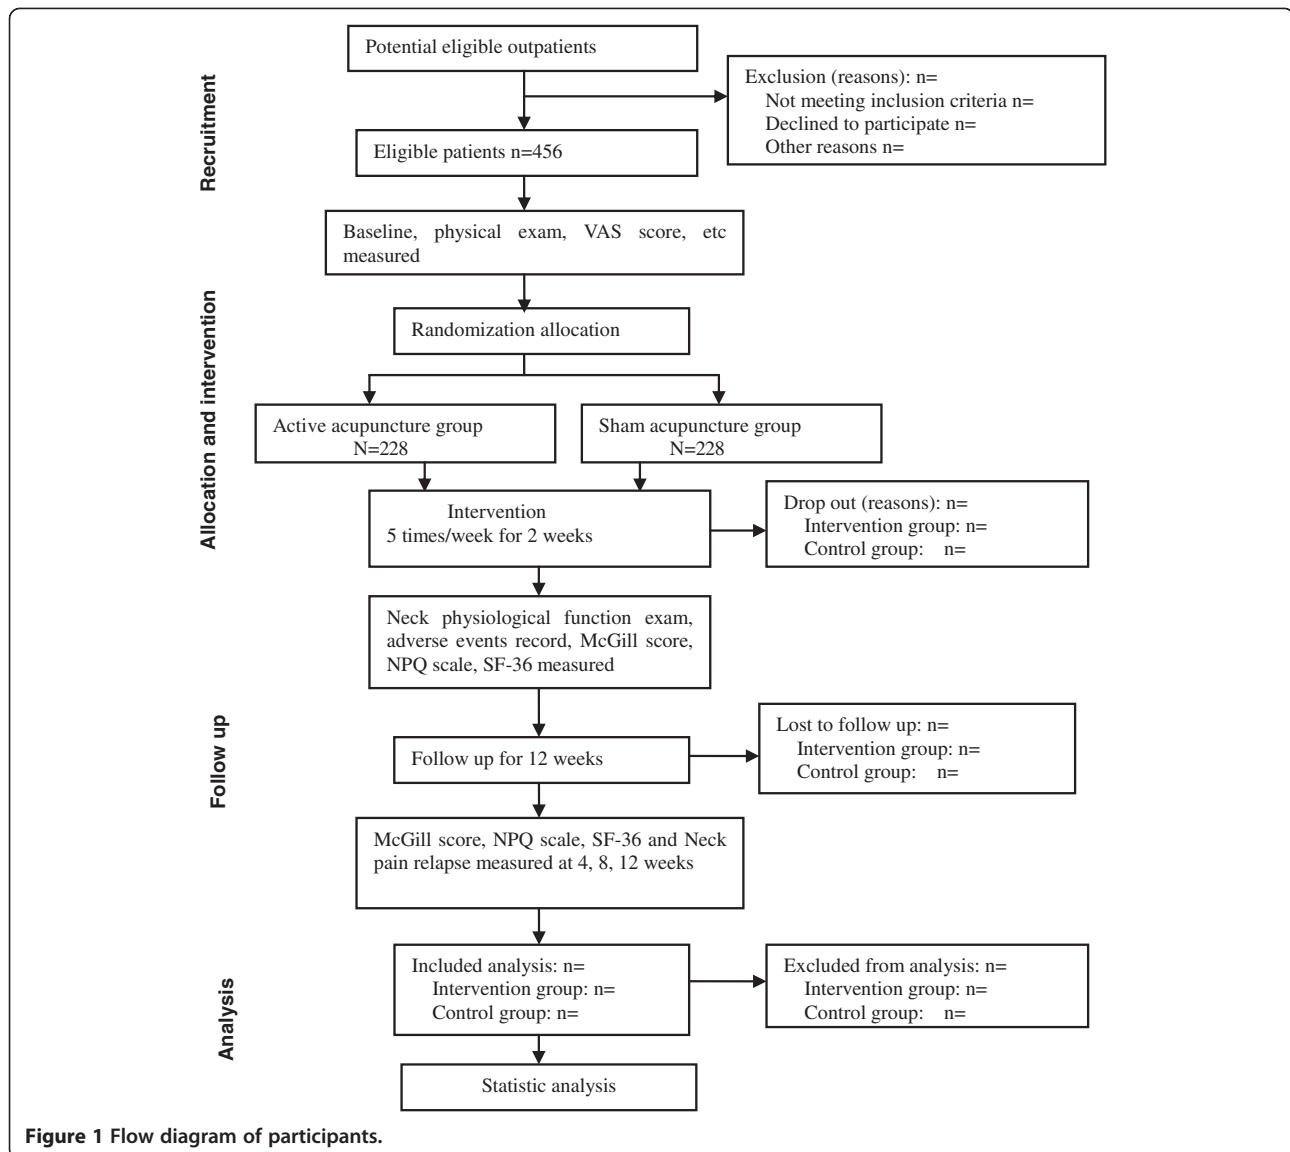 Potential eligible outpatients
Exclusion (reasons): n=
Not meeting inclusion criteria n=
Declined to participate n=
Other reasons n=
Recruitment
Eligible patients n=456
Baseline, physical exam, VAS score, etc
measured
Allocation and intervention
Randomization allocation
Active acupuncture group
N=228
Sham acupuncture group
N=228
Intervention
5 times/week for 2 weeks
Drop out (reasons): n=
Intervention group: n=
Control group: n=
Neck physiological function exam,
adverse events record, McGill score,
NPQ scale, SF-36 measured
Follow up
Follow up for 12 weeks
Lost to follow up: n=
Intervention group: n=
Control group: n=
McGill score, NPQ scale, SF-36 and Neck
pain relapse measured at 4, 8, 12 weeks
Analysis
Included analysis: n=
Intervention group: n=
Control group: n=
Excluded from analysis: n=
Intervention group: n=
Control group: n=
Statistic analysis
Figure 1 Flow diagram of participants.